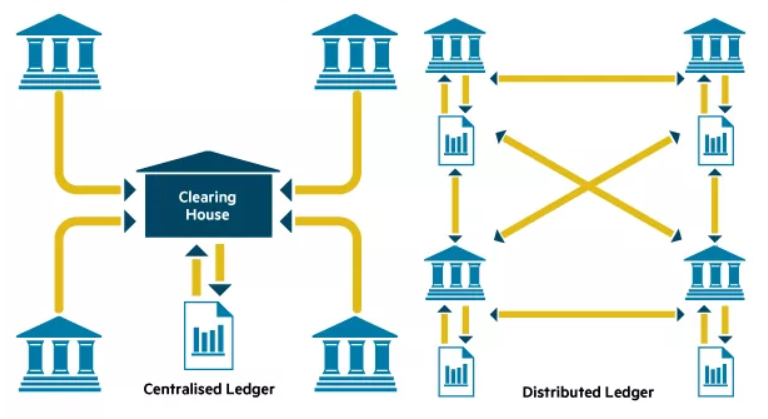 Clearing
House
Centralised Ledger
Distributed Ledger